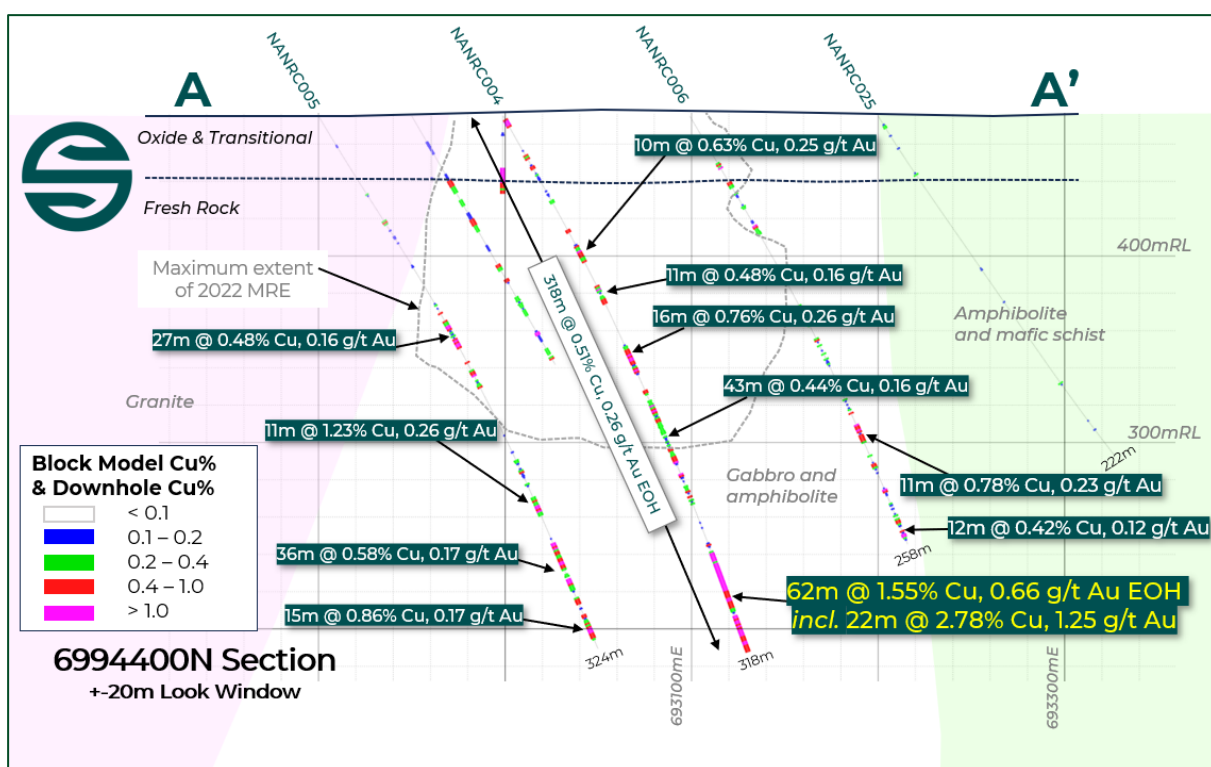 NANRC005
NANRC004
NANRC006
NANRC025
A
A’
Oxide & Transitional
Fresh Rock
10m @ 0.63% Cu, 0.25 g/t Au
400mRL
Maximum extent
of 2022 MRE
11m @ 0.48% Cu, 0.16 g/t Au
16m @ 0.76% Cu, 0.26 g/t Au
Amphibolite
and mafic schist
27m @ 0.48% Cu, 0.16 g/t Au
318m @ 0.51% Cu, 0.26 g/t Au EOH
43m @ 0.44% Cu, 0.16 g/t Au
Granite
11m @ 1.23% Cu, 0.26 g/t Au
300mRL
222m
Gabbro and
amphibolite
11m @ 0.78% Cu, 0.23 g/t Au
Block Model Cu%
& Downhole Cu%
< 0.1
0.1 – 0.2
0.2 – 0.4
0.4 – 1.0
> 1.0
12m @ 0.42% Cu, 0.12 g/t Au
258m
36m @ 0.58% Cu, 0.17 g/t Au
62m @ 1.55% Cu, 0.66 g/t Au EOH
incl. 22m @ 2.78% Cu, 1.25 g/t Au
15m @ 0.86% Cu, 0.17 g/t Au
324m
318m
6994400N Section
+-20m Look Window
693100mE
693300mE